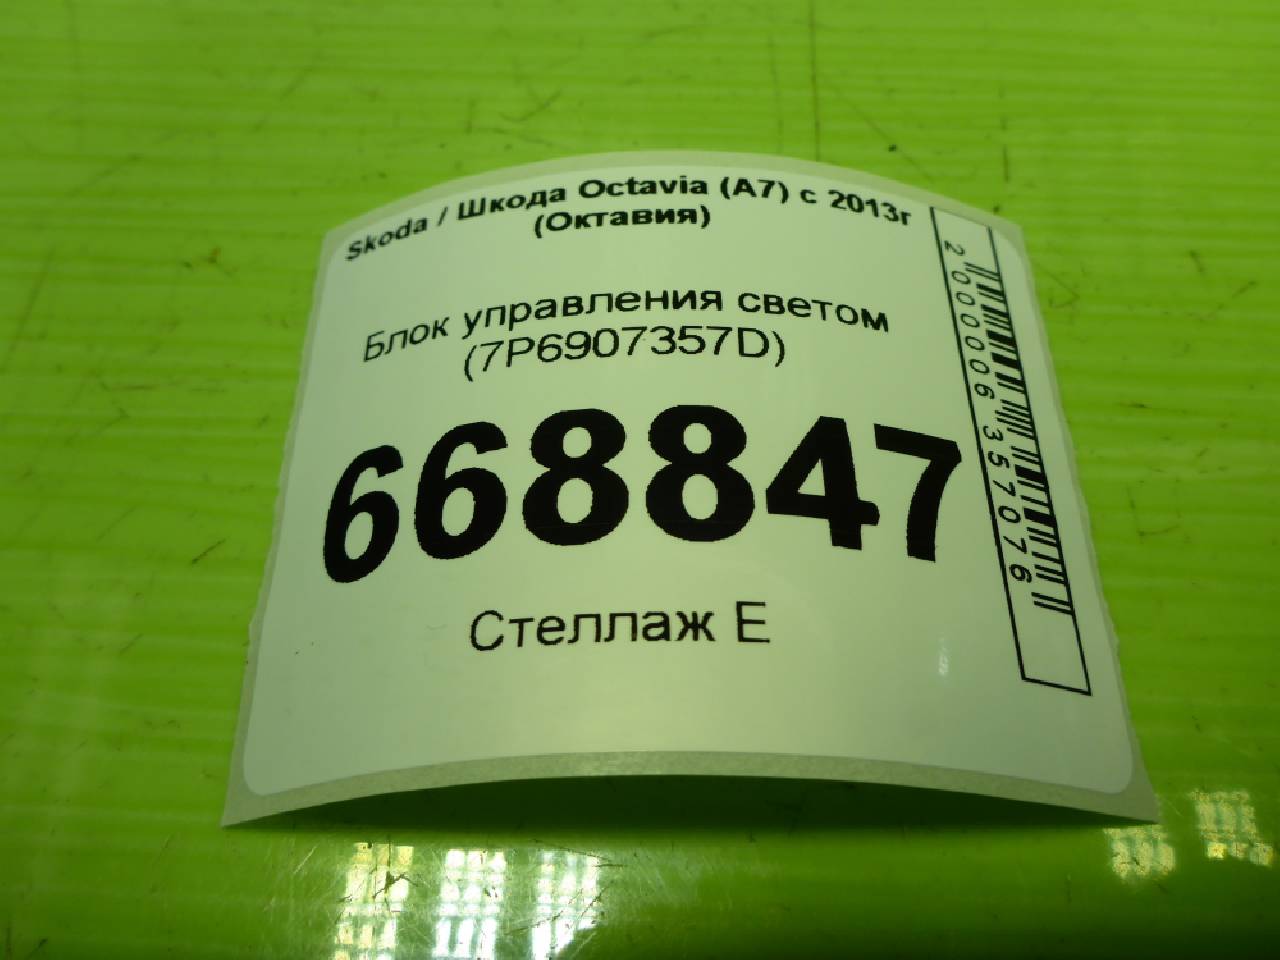 Skoda / Шкода Octavia (A7) с 2013г
(Октавия)
Блок управления светом
(7P6907357D)
668847
Стеллаж Е
2000006357076